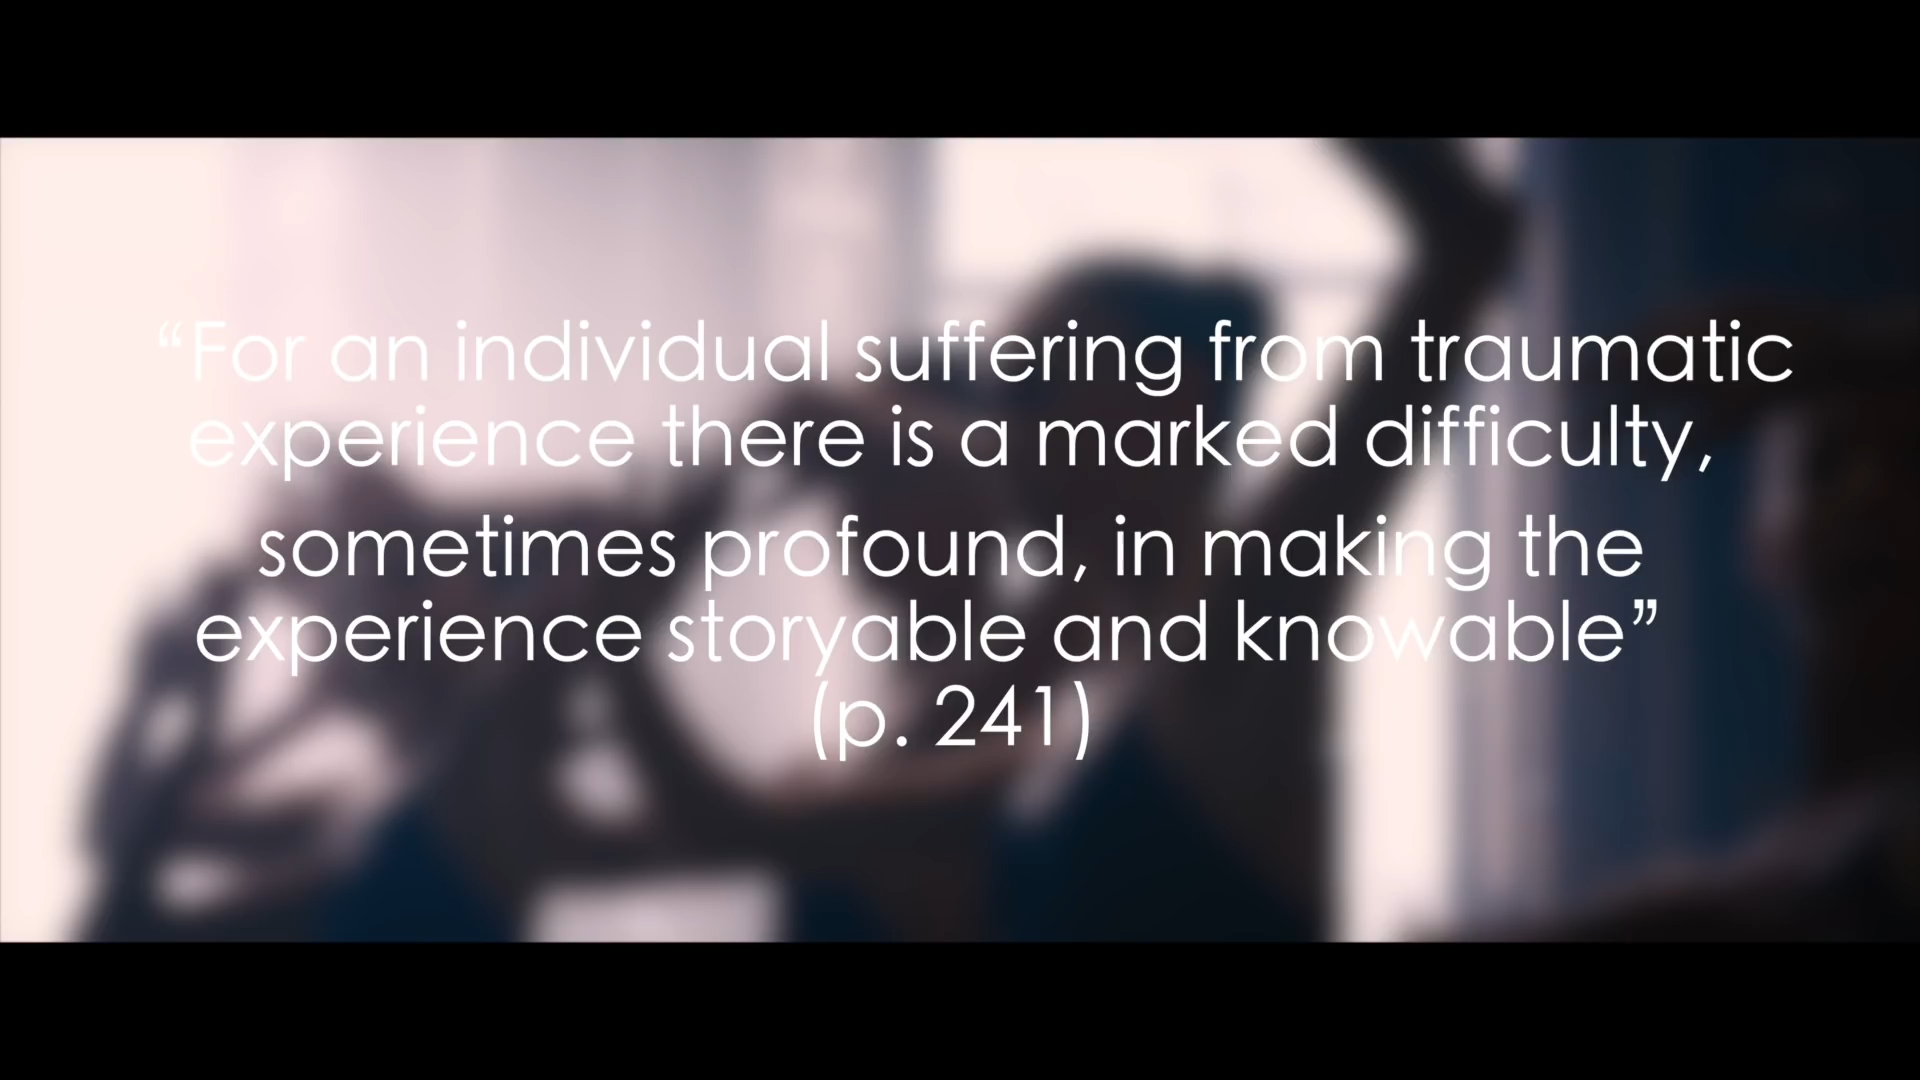 “For an individual suffering from traumatic
experience there is a marked difficulty,
sometimes profound, in making the
experience storyable and knowable”
(p. 241)